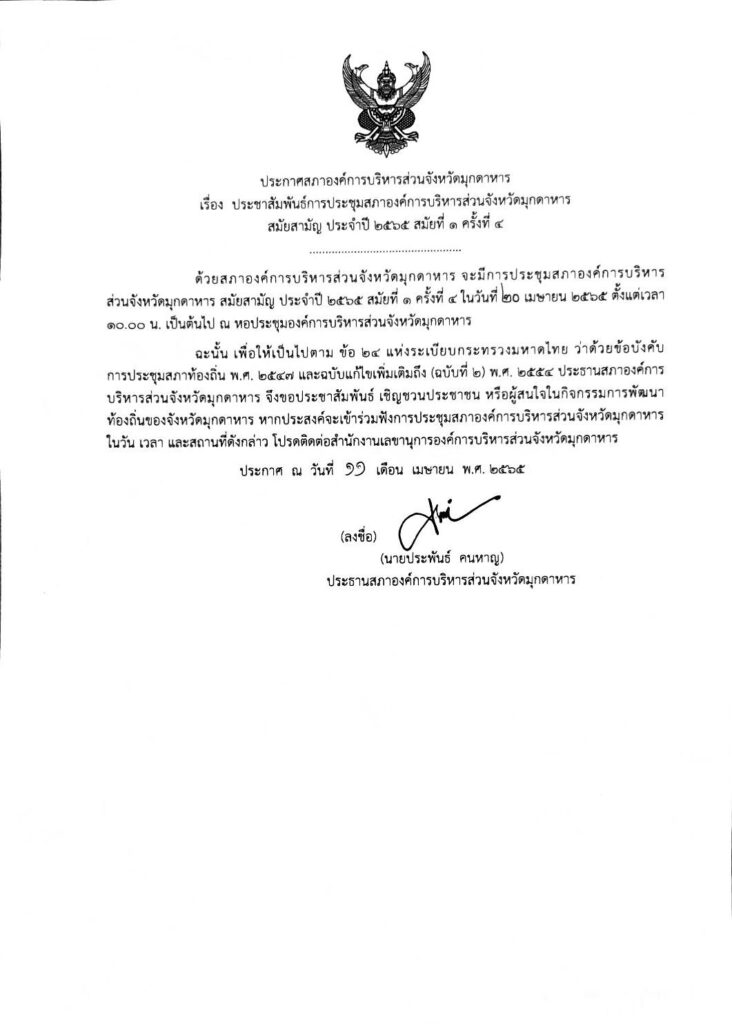 ประกาศสภาองค์การบริหารส่วนจังหวัดมุกดาหาร
เรื่อง ประชาสัมพันธ์การประชุมสภาองค์การบริหารส่วนจังหวัดมุกดาหาร
สมัยสามัญ ประจำปี ๒๕๖๕ สมัยที่ ๑ ครั้งที่ ๔
ด้วยสภาองค์การบริหารส่วนจังหวัดมุกดาหาร จะมีการประชุมสภาองค์การบริหาร
ส่วนจังหวัดมุกดาหาร สมัยสามัญ ประจำปี ๒๕๖๕ สมัยที่ ๑ ครั้งที่ ๔ ในวันที่ ๒๐ เมษายน ๒๕๖๕ ตั้งแต่เวลา
๑๐.๐๐ น. เป็นต้นไป ณ หอประชุมองค์การบริหารส่วนจังหวัดมุกดาหาร
ฉะนั้น เพื่อให้เป็นไปตาม ข้อ ๒๔ แห่งระเบียบกระทรวงมหาดไทย ว่าด้วยข้อบังคับ
การประชุมสภาท้องถิ่น พ.ศ. ๒๕๔๗ และฉบับแก้ไขเพิ่มเติมถึง (ฉบับที่ ๒) พ.ศ. ๒๕๕๔ ประธานสภาองค์การ
บริหารส่วนจังหวัดมุกดาหาร จึงขอประชาสัมพันธ์ เชิญชวนประชาชน หรือผู้สนใจในกิจกรรมการพัฒนา
ท้องถิ่นของจังหวัดมุกดาหาร หากประสงค์จะเข้าร่วมฟังการประชุมสภาองค์การบริหารส่วนจังหวัดมุกดาหาร
ในวัน เวลา และสถานที่ดังกล่าว โปรดติดต่อสำนักงานเลขานุการองค์การบริหารส่วนจังหวัดมุกดาหาร
ประกาศ ณ วันที่ ๑๑ เดือน เมษายน พ.ศ. ๒๕๖๕
(ลงชื่อ)
(นายประพันธ์ คนหาญ)
ประธานสภาองค์การบริหารส่วนจังหวัดมุกดาหาร